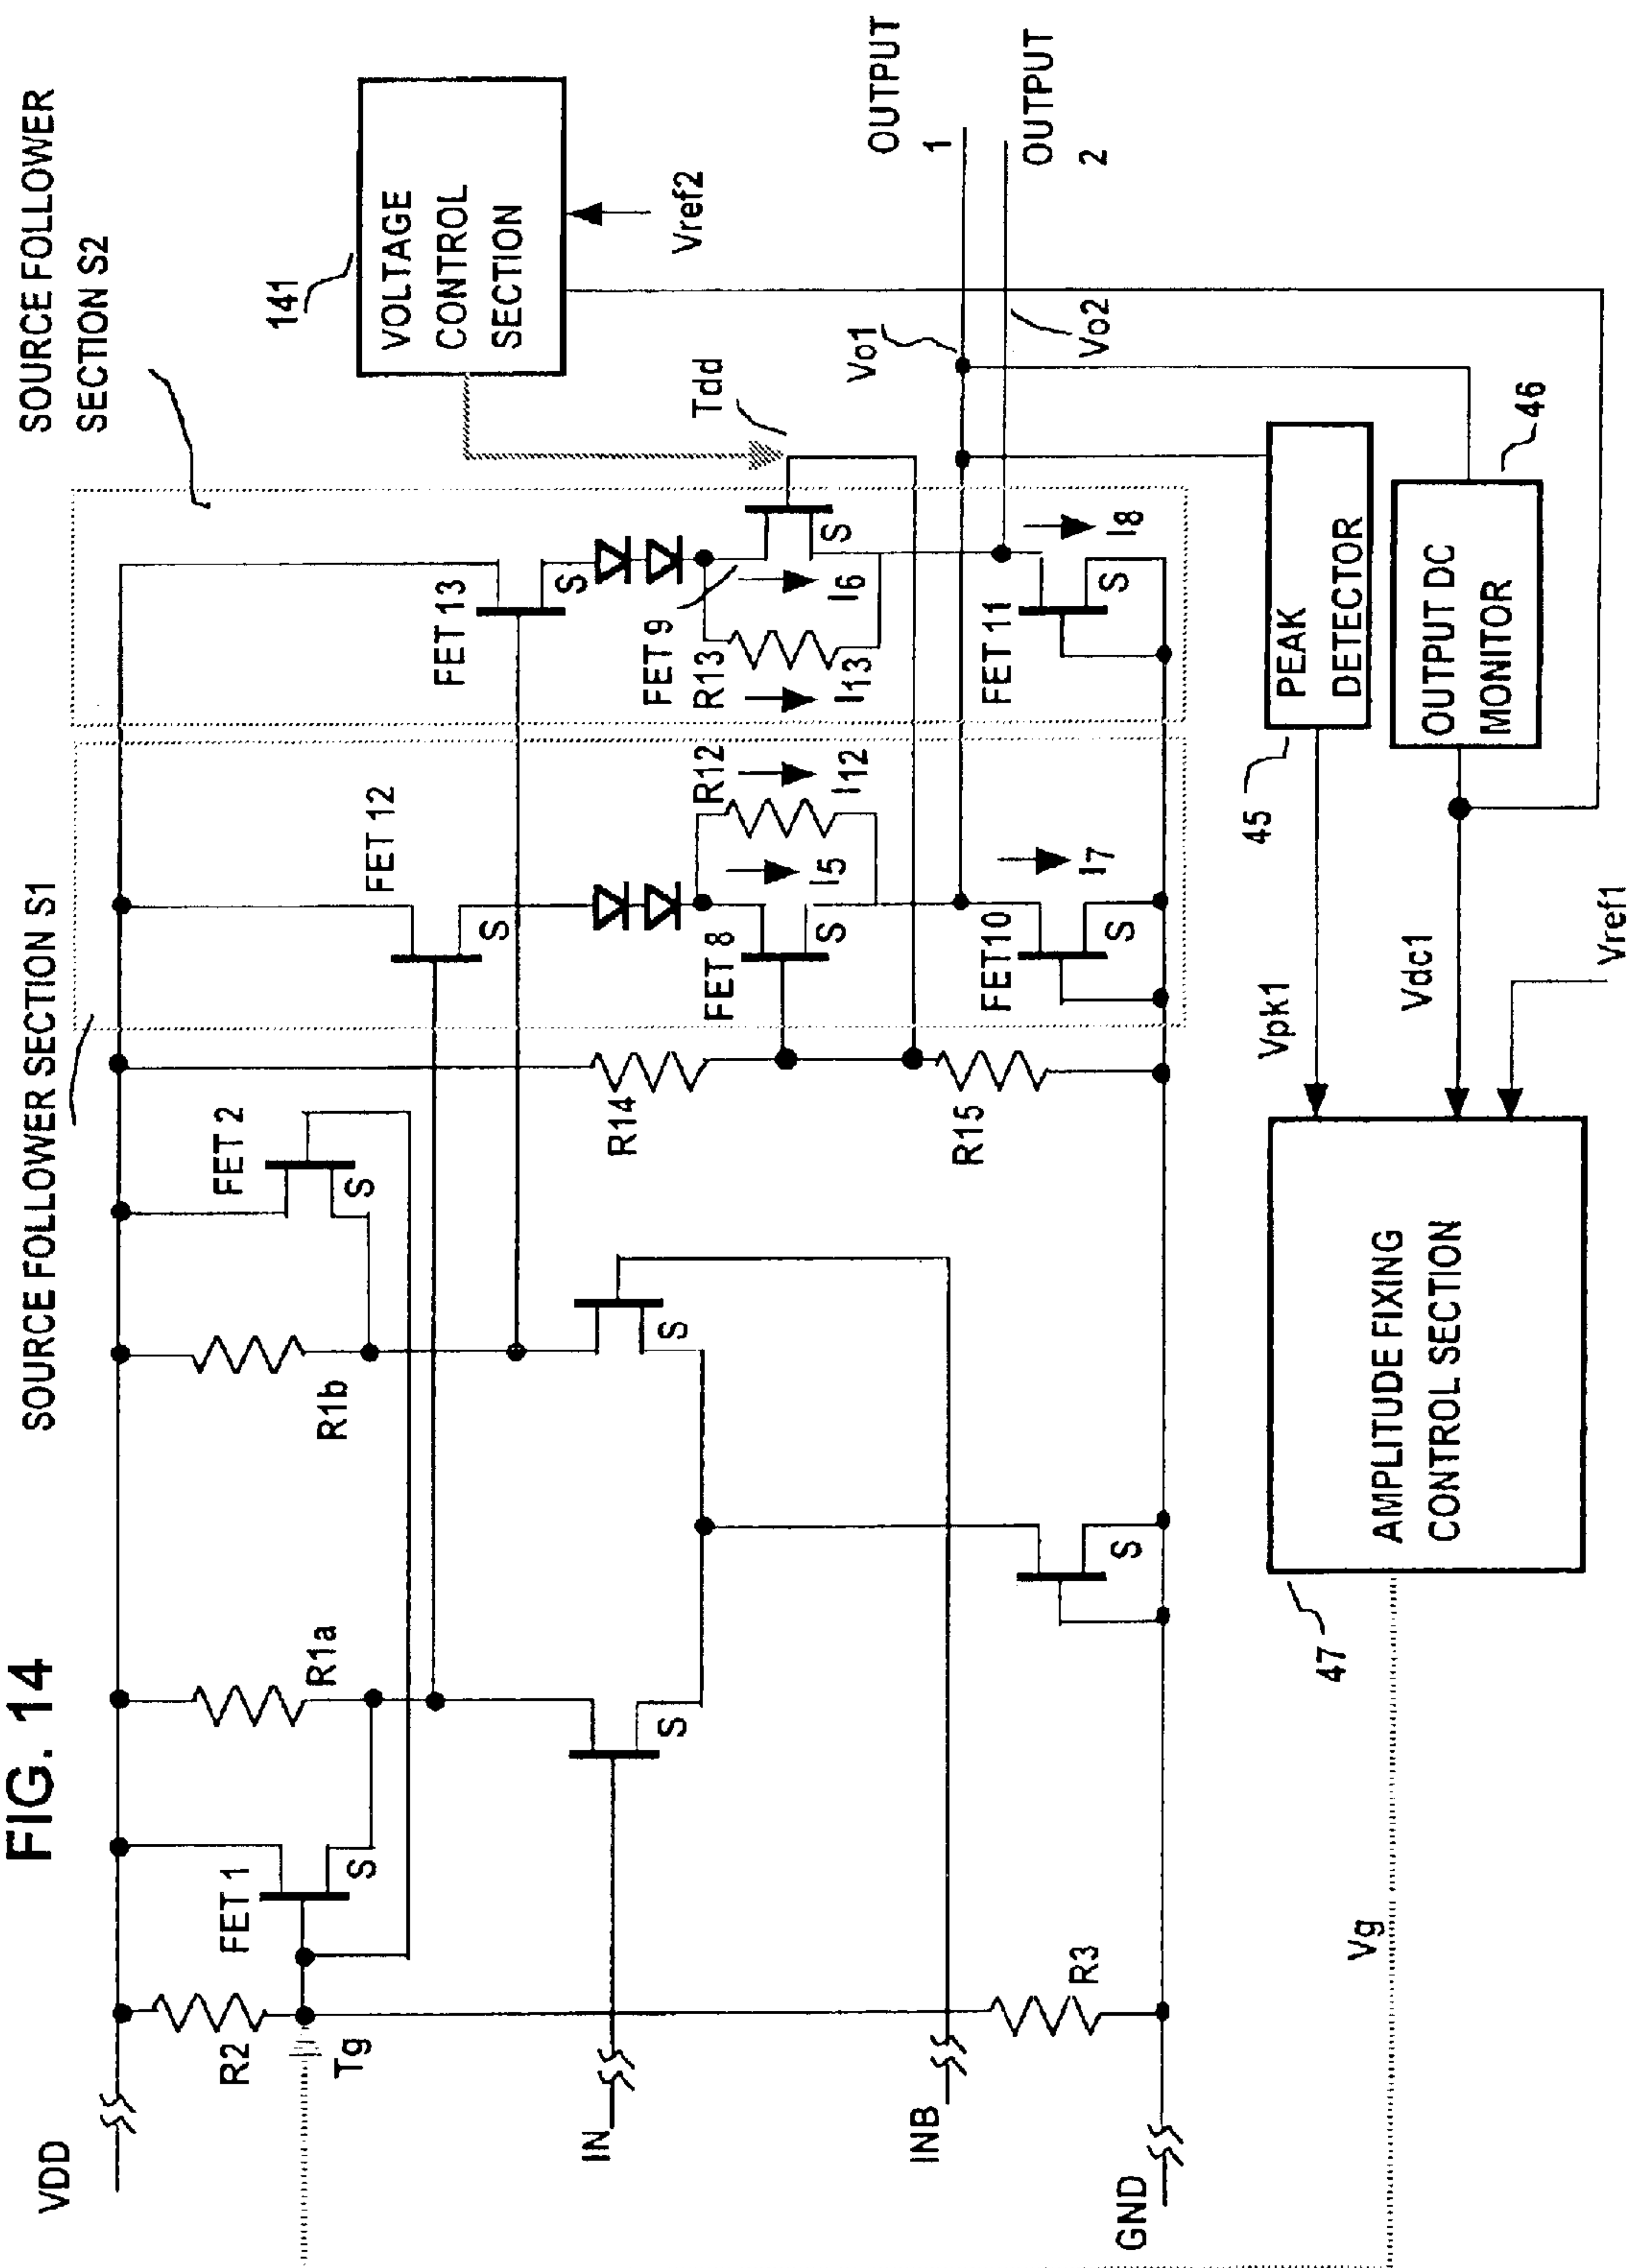 FIG. 14
SOURCE FOLLOWER SECTION S1
SOURCE FOLLOWER
SECTION S2
VDD
R2
Tg
FET 1
S
R1a
R1b
FET 2
S
FET 12
S
FET 13
S
141
VOLTAGE
CONTROL
SECTION
Vref2
Tdd
IN
S
S
R14
FET 8
S
I5
R12
I12
FET 9
R13
I13
I6
S
Vo1
Vo2
OUTPUT
1
OUTPUT
2
INB
R3
S
R15
FET10
S
I7
FET 11
S
I8
GND
47
AMPLITUDE FIXING
CONTROL SECTION
Vg
Vpk1
Vdc1
Vref1
45
PEAK
DETECTOR
46
OUTPUT DC
MONITOR